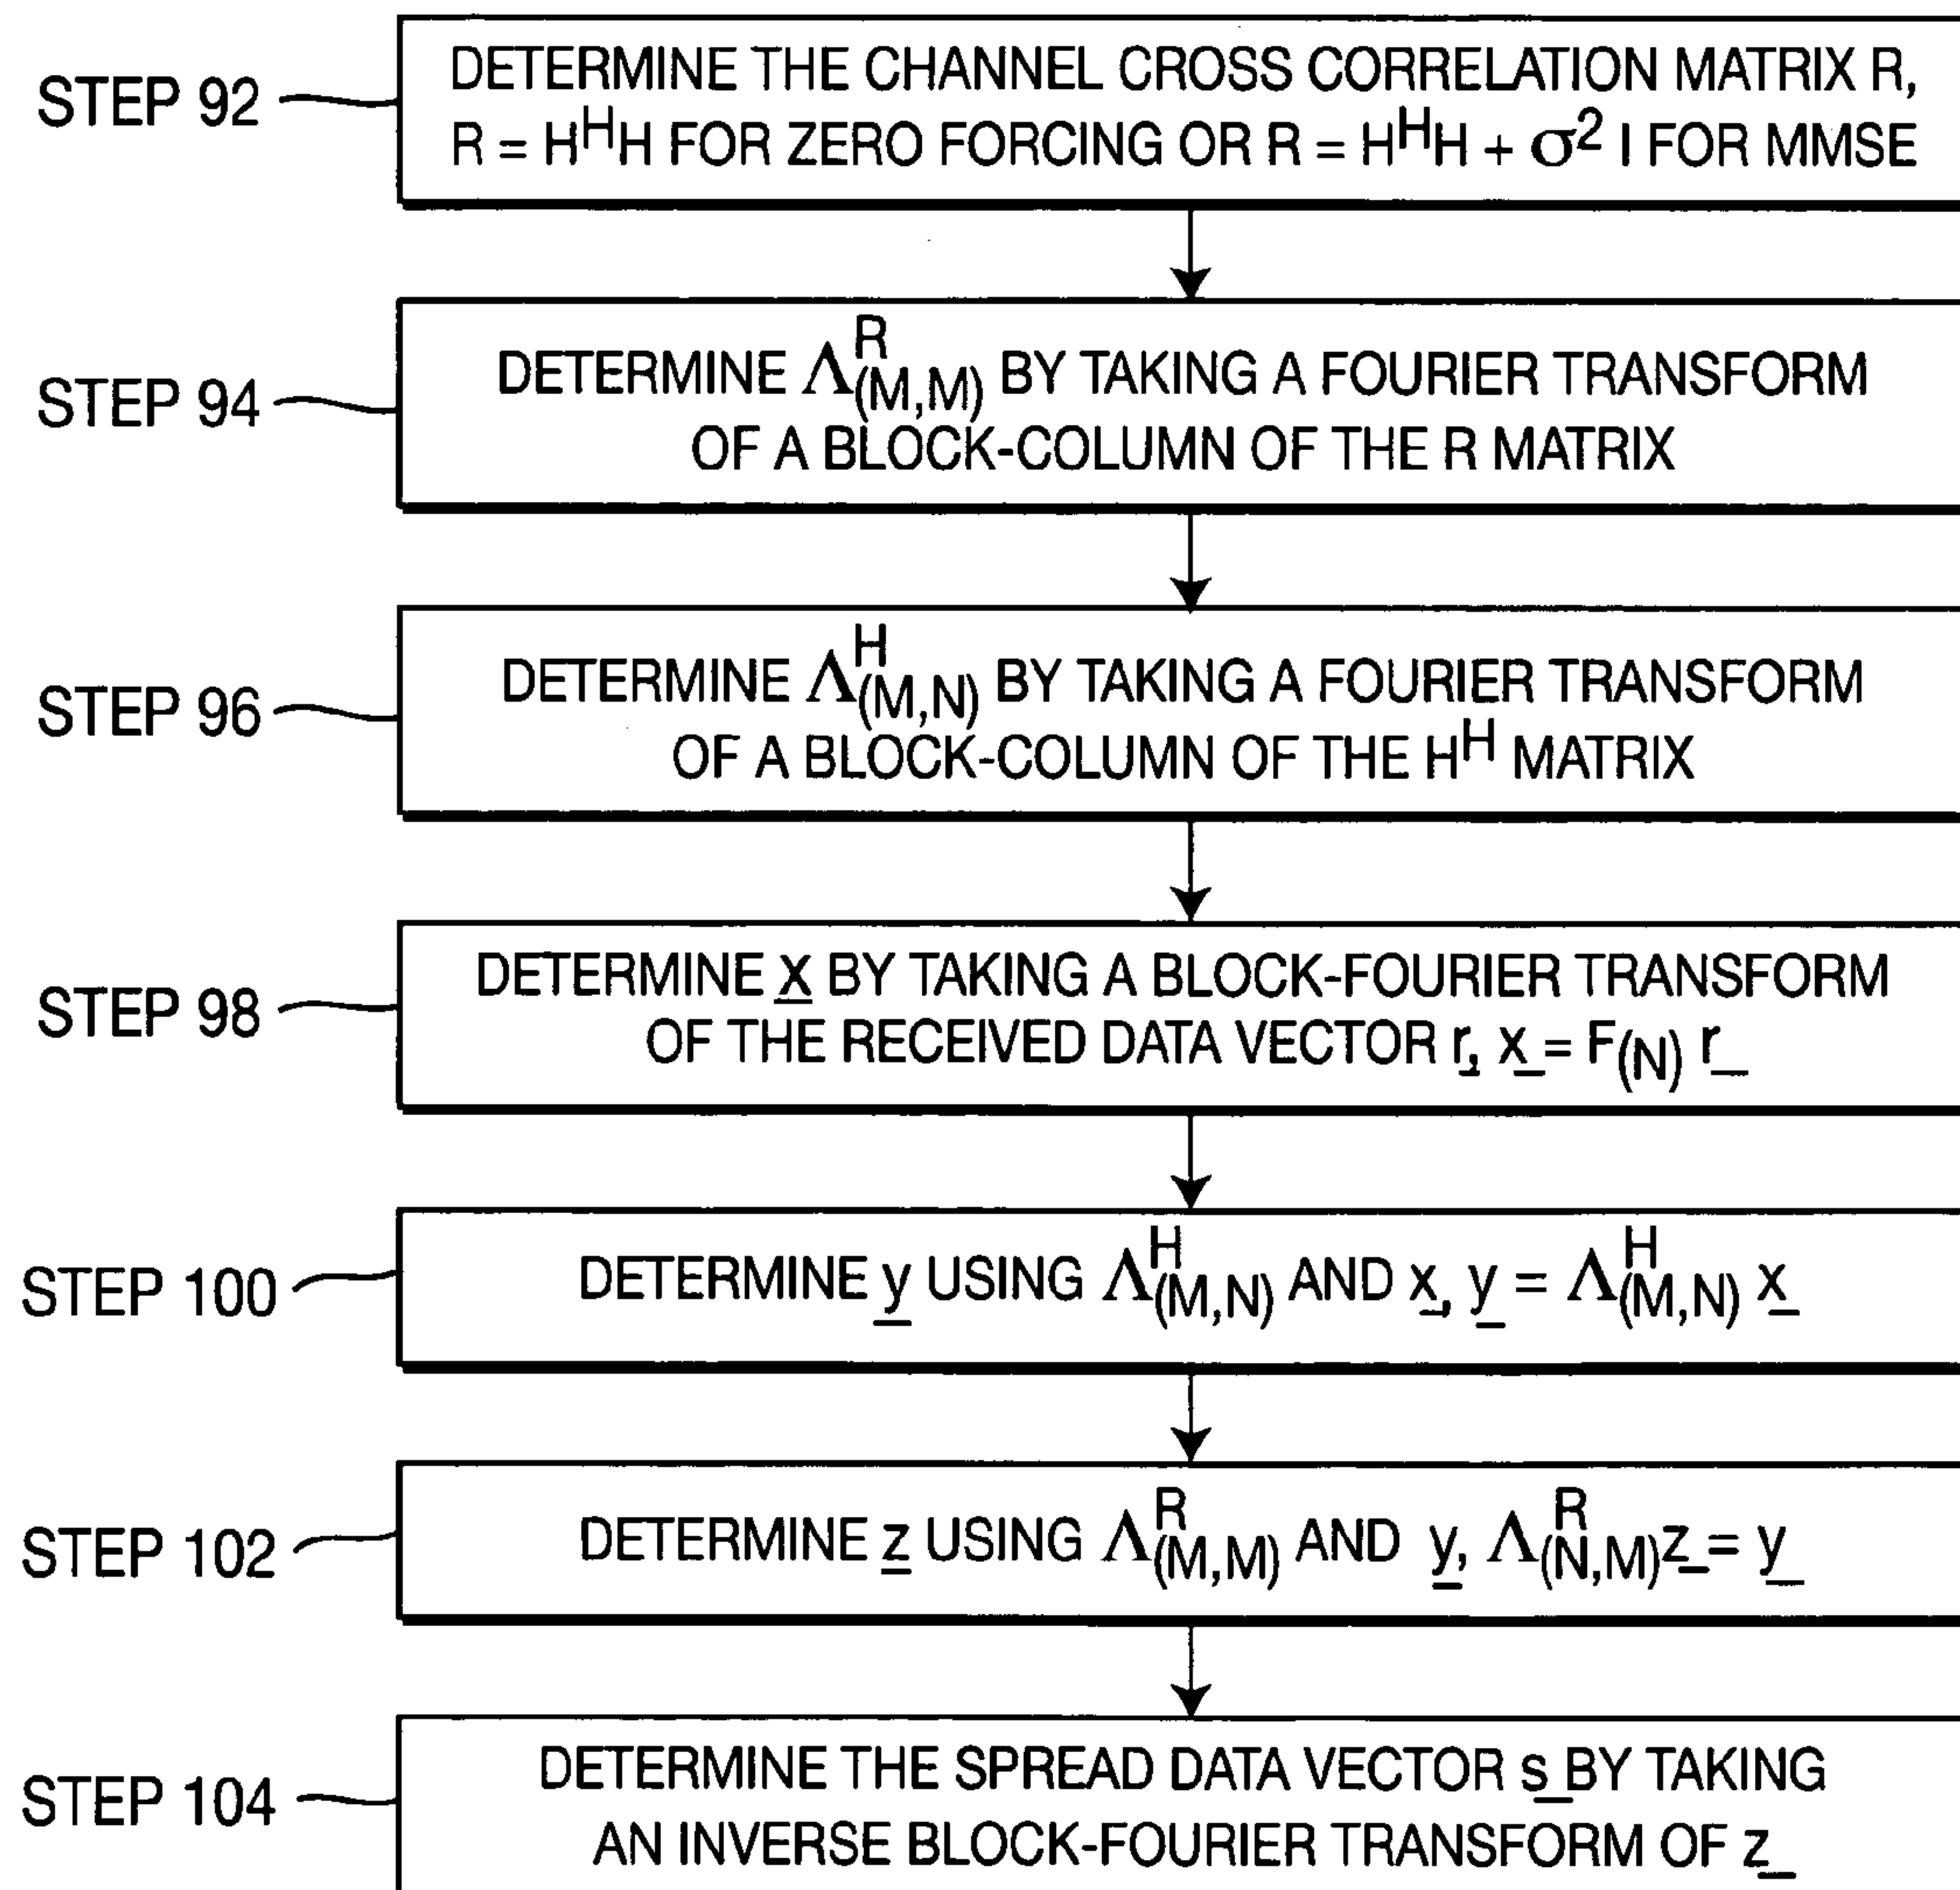 STEP 92
DETERMINE THE CHANNEL CROSS CORRELATION MATRIX R,
R = HᴴH FOR ZERO FORCING OR R = HᴴH + σ² I FOR MMSE
STEP 94
DETERMINE Λ^R_(M,M) BY TAKING A FOURIER TRANSFORM
OF A BLOCK-COLUMN OF THE R MATRIX
STEP 96
DETERMINE Λ^H_(M,N) BY TAKING A FOURIER TRANSFORM
OF A BLOCK-COLUMN OF THE Hᴴ MATRIX
STEP 98
DETERMINE x BY TAKING A BLOCK-FOURIER TRANSFORM
OF THE RECEIVED DATA VECTOR r, x = F_(N) r
STEP 100
DETERMINE y USING Λ^H_(M,N) AND x, y = Λ^H_(M,N) x
STEP 102
DETERMINE z USING Λ^R_(M,M) AND y, Λ^R_(N,M) z = y
STEP 104
DETERMINE THE SPREAD DATA VECTOR s BY TAKING
AN INVERSE BLOCK-FOURIER TRANSFORM OF z